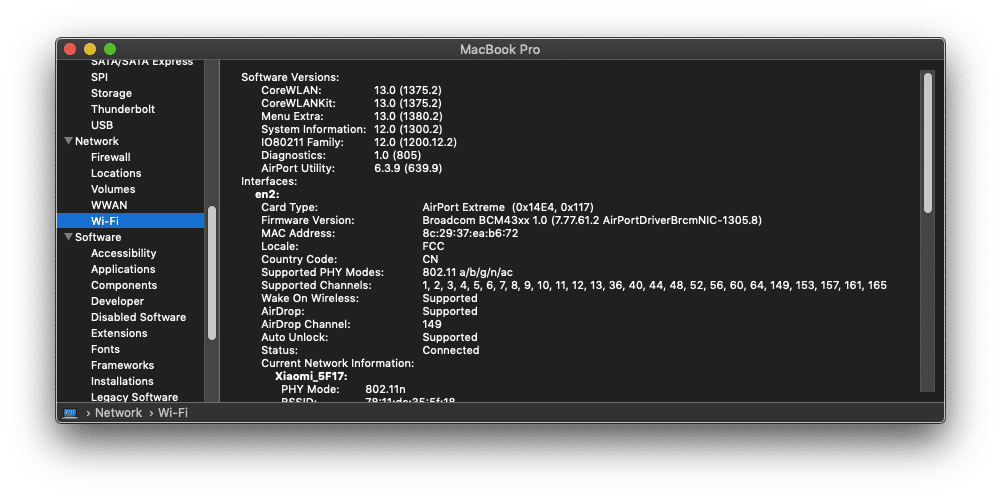 MacBook Pro
SATA/SATA Express
SPI
Storage
Thunderbolt
USB
Network
Firewall
Locations
Volumes
WWAN
Wi-Fi
Software
Accessibility
Applications
Components
Developer
Disabled Software
Extensions
Fonts
Frameworks
Installations
Legacy Software
Software Versions:
CoreWLAN: 13.0 (1375.2)
CoreWLANKit: 13.0 (1375.2)
Menu Extra: 13.0 (1380.2)
System Information: 12.0 (1300.2)
IO80211 Family: 12.0 (1200.12.2)
Diagnostics: 1.0 (805)
AirPort Utility: 6.3.9 (639.9)
Interfaces:
en2:
Card Type: AirPort Extreme (0x14E4, 0x117)
Firmware Version: Broadcom BCM43xx 1.0 (7.77.61.2 AirPortDriverBrcmNIC-1305.8)
MAC Address: 8c:29:37:ea:b6:72
Locale: FCC
Country Code: CN
Supported PHY Modes: 802.11 a/b/g/n/ac
Supported Channels: 1, 2, 3, 4, 5, 6, 7, 8, 9, 10, 11, 12, 13, 36, 40, 44, 48, 52, 56, 60, 64, 149, 153, 157, 161, 165
Wake On Wireless: Supported
AirDrop: Supported
AirDrop Channel: 149
Auto Unlock: Supported
Status: Connected
Current Network Information:
Xiaomi_5F17:
PHY Mode: 802.11n
BSSID:
› Network › Wi-Fi